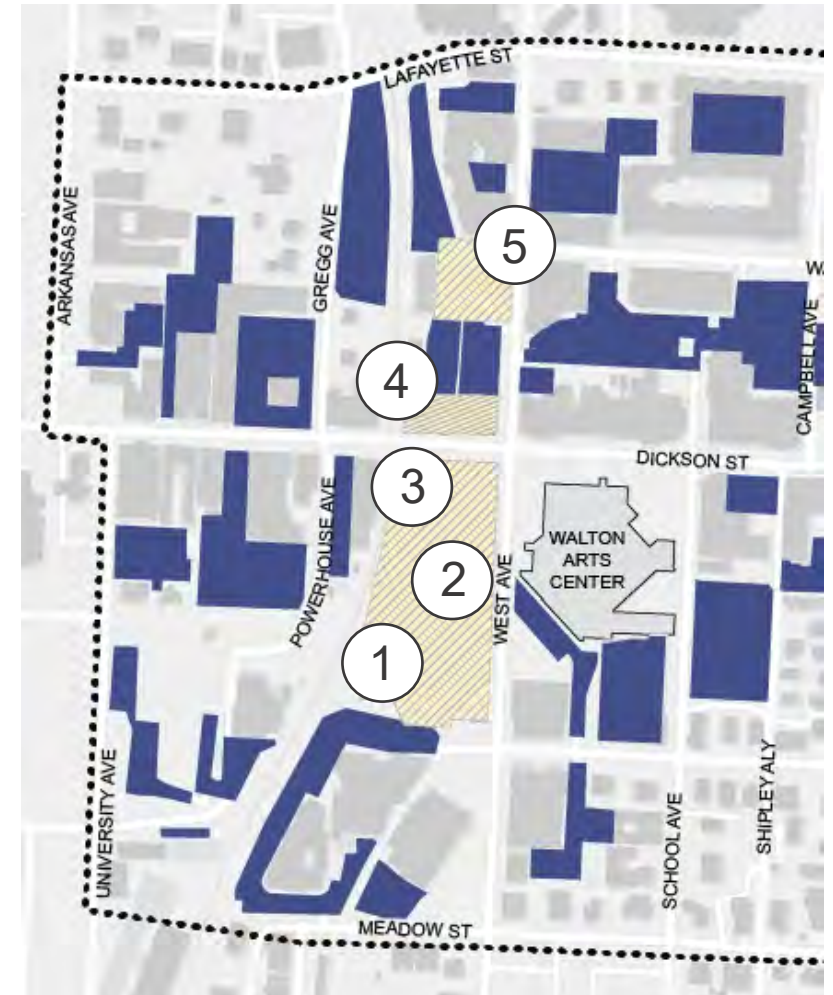 LAFAYETTE ST
ARKANSAS AVE
GREGG AVE
5
WA
CAMPBELL AVE
4
DICKSON ST
3
POWERHOUSE AVE
WALTON
ARTS
CENTER
2
WEST AVE
1
UNIVERSITY AVE
SCHOOL AVE
SHIPLEY ALY
MEADOW ST